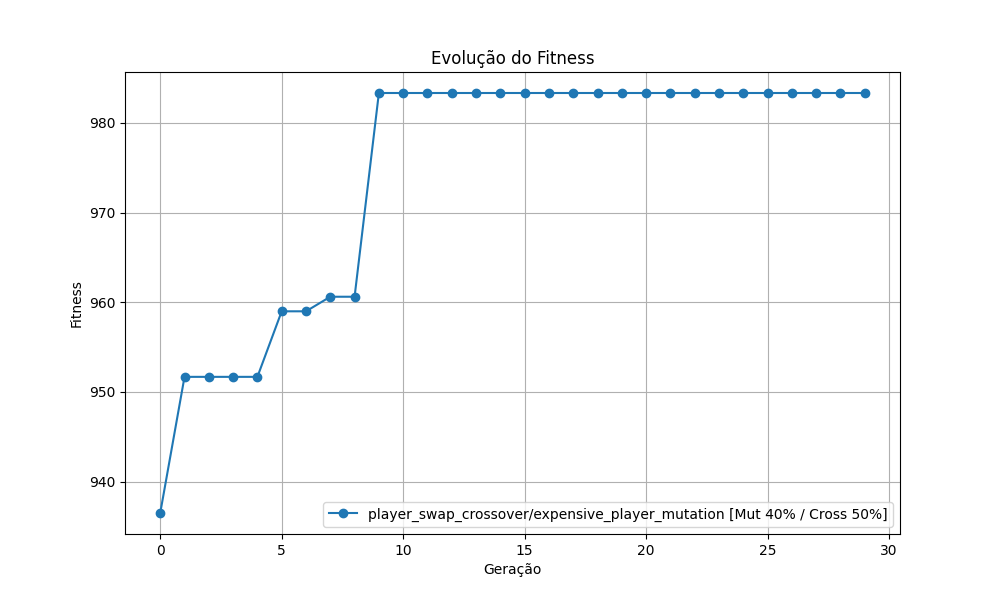 Evolução do Fitness
Fitness
980
970
960
950
940
player_swap_crossover/expensive_player_mutation [Mut 40% / Cross 50%]
0 5 10 15 20 25 30
Geração